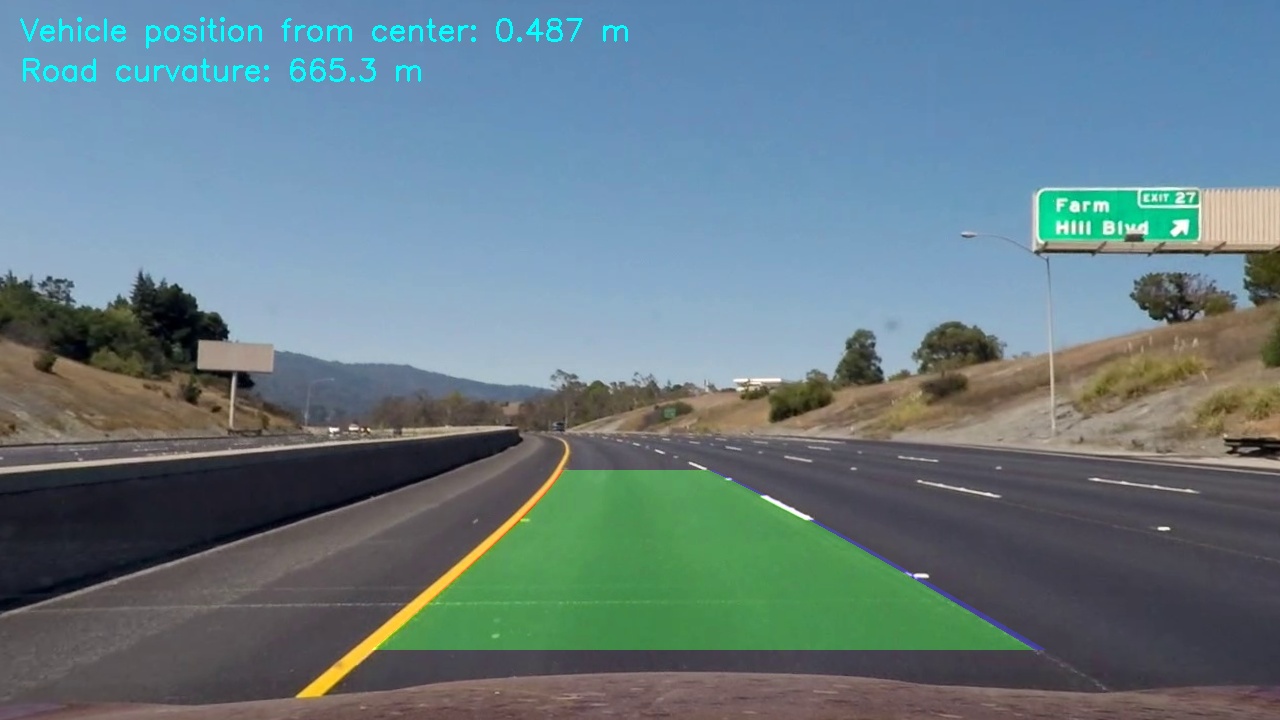 Vehicle position from center: 0.487 m
Road curvature: 665.3 m
EXIT 27
Farm
Hill Blvd